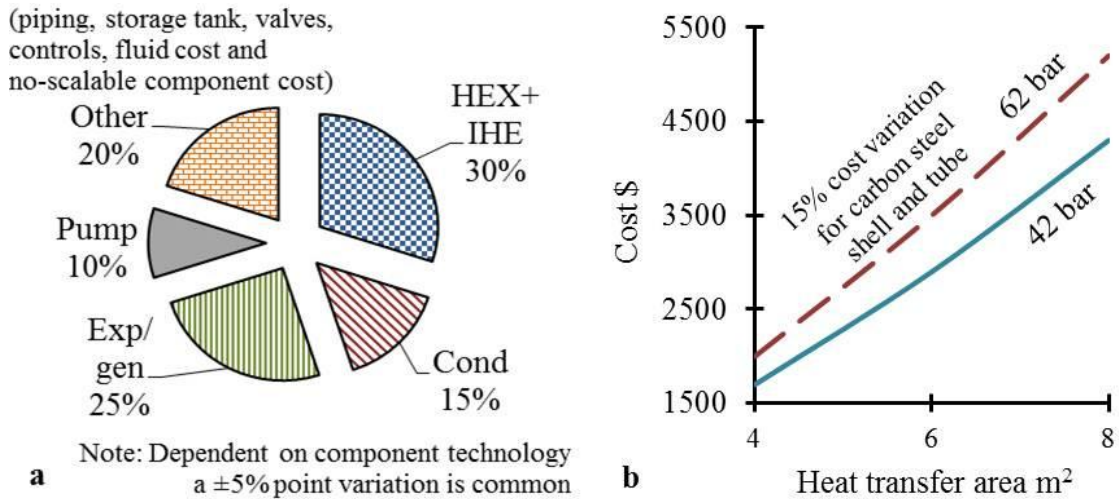 (piping, storage tank, valves,
controls, fluid cost and
no-scalable component cost)
Other
20%
HEX+
IHE
30%
Pump
10%
Exp/
gen
25%
Cond
15%
Note: Dependent on component technology
a ±5% point variation is common
a
5500
4500
3500
2500
1500
Cost $
15% cost variation
for carbon steel
shell and tube
62 bar
42 bar
4
6
8
Heat transfer area m²
b